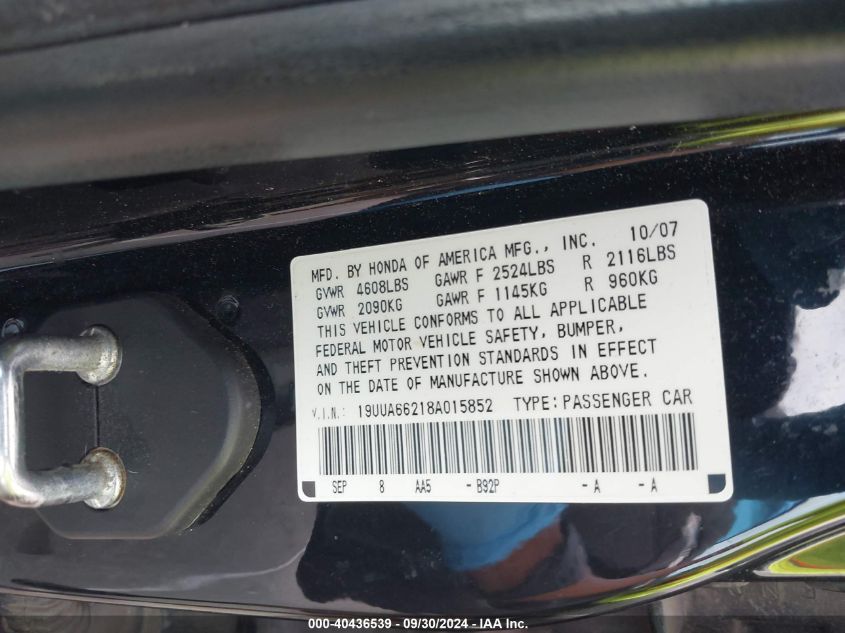 MFD. BY HONDA OF AMERICA MFG., INC. 10/07
GVWR 4608LBS GAWR F 2524LBS R 2116LBS
GVWR 2090KG GAWR F 1145KG R 960KG
THIS VEHICLE CONFORMS TO ALL APPLICABLE
FEDERAL MOTOR VEHICLE SAFETY, BUMPER,
AND THEFT PREVENTION STANDARDS IN EFFECT
ON THE DATE OF MANUFACTURE SHOWN ABOVE.
V.I.N.: 19UUA66218A015852 TYPE: PASSENGER CAR
SEP 8 AA5 - B92P - A - A
000-40436539 - 09/30/2024 - IAA Inc.